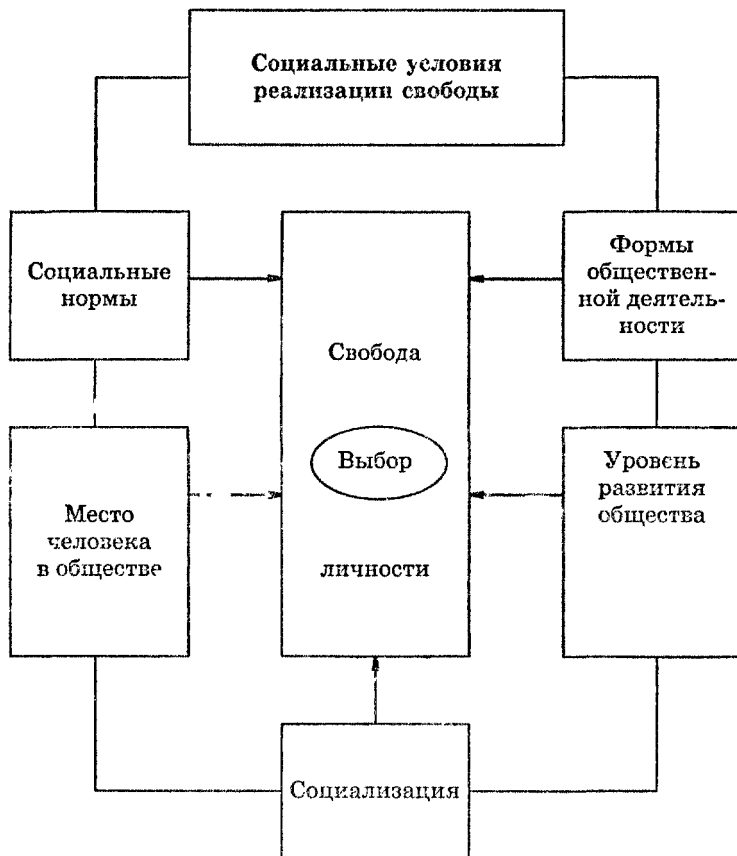 Социальные условия
реализации свободы
Социальные
нормы
Формы
обществен-
ной деятель-
ности
Свобода
Выбор
личности
Место
человека
в обществе
Уровень
развития
общества
Социализация